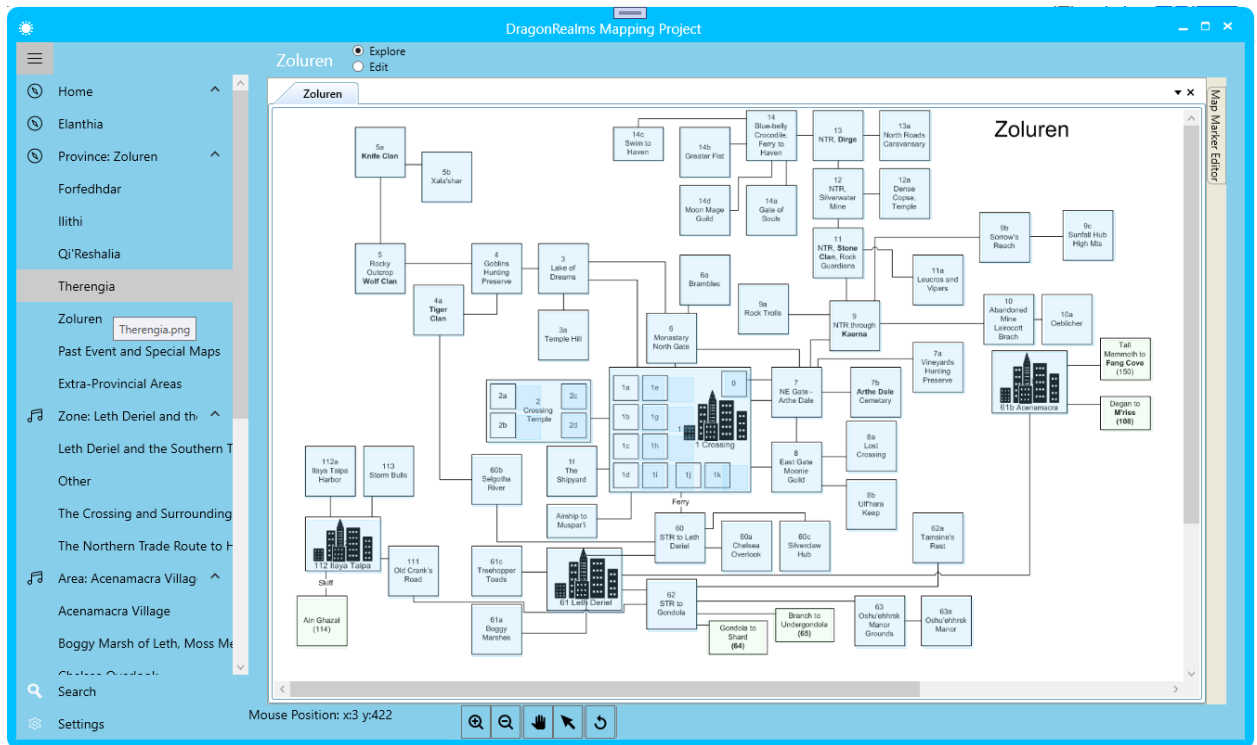 DragonRealms Mapping Project
Zoluren
Explore
Edit
Home
Elanthia
Province: Zoluren
Forfedhdar
Ilithi
Qi'Reshalia
Therengia
Zoluren
Therengia.png
Past Event and Special Maps
Extra-Provincial Areas
Zone: Leth Deriel and the
Leth Deriel and the Southern T
Other
The Crossing and Surrounding
The Northern Trade Route to H
Area: Acenamacra Villag
Acenamacra Village
Boggy Marsh of Leth, Moss Me
Chelsea Overlook
Search
Settings
Zoluren
Map Marker Editor
Zoluren
5a
Knife Clan
5b
Xala'shar
14c
Swim to
Haven
14b
Greater Fist
14
Blue-belly
Crocodile,
Ferry to
Haven
13
NTR, Dirge
13a
North Roads
Caravansary
14d
Moon Mage
Guild
14a
Gate of
Souls
12
NTR,
Silverwater
Mine
12a
Dense
Copse,
Temple
5
Rocky
Outcrop
Wolf Clan
4
Goblins
Hunting
Preserve
3
Lake of
Dreams
11
NTR, Stone
Clan, Rock
Guardians
9b
Sorrow's
Reach
9c
Sunfall Hub
High Mts
4a
Tiger
Clan
3a
Temple Hill
6a
Brambles
9a
Rock Trolls
11a
Leucros and
Vipers
6
Monastary
North Gate
9
NTR through
Kaerna
10
Abandoned
Mine
Leirocott
Brach
10a
Oeblicher
7a
Vineyards
Hunting
Preserve
61b Acenamacra
Tall
Mammoth to
Fang Cove
(150)
Degan to
M'riss
(108)
2a
2b
2
Crossing
Temple
2c
2d
1a
1e
0
1b
1g
1
1c
1h
1 Crossing
1d
1i
1j
1k
7
NE Gate -
Arthe Dale
7b
Arthe Dale
Cemetary
8
East Gate
Moonie
Guild
8a
Lost
Crossing
8b
Ulf'hara
Keep
112a
Ilaya Taipa
Harbor
113
Storm Bulls
60b
Selgotha
River
1f
The
Shipyard
Airship to
Muspar'i
Ferry
60
STR to Leth
Deriel
60a
Chelsea
Overlook
60c
Silverclaw
Hub
62a
Tamsine's
Rest
112 Ilaya Taipa
111
Old Crank's
Road
61c
Treehopper
Toads
61 Leth Deriel
Skiff
Ain Ghazal
(114)
61a
Boggy
Marshes
62
STR to
Gondola
Gondola to
Shard
(64)
Branch to
Undergondola
(65)
63
Oshu'ehhrsk
Manor
Grounds
63s
Oshu'ehhrsk
Manor
Mouse Position: x:3 y:422